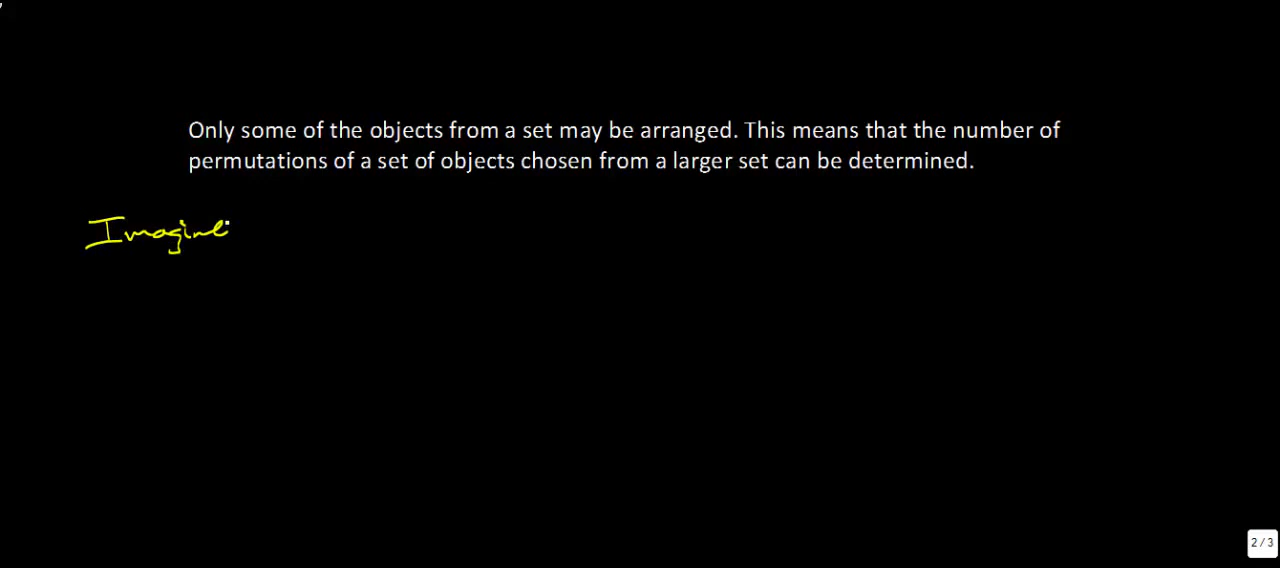 Only some of the objects from a set may be arranged. This means that the number of
permutations of a set of objects chosen from a larger set can be determined.
Imagine
2 / 3